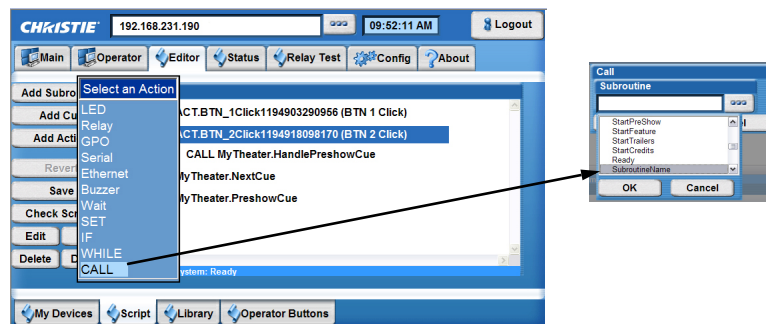 CHRISTIE 192.168.231.190 09:52:11 AM Logout
Main Operator Editor Status Relay Test Config About
Add Subro
Add Cu
Add Acti
Rever
Save
Check Scr
Edit
Delete D
Select an Action
LED
Relay
GPO
Serial
Ethernet
Buzzer
Wait
SET
IF
WHILE
CALL
ACT.BTN_1Click1194903290956 (BTN 1 Click)
ACT.BTN_2Click1194918098170 (BTN 2 Click)
CALL MyTheater.HandlePreshowCue
MyTheater.NextCue
MyTheater.PreshowCue
ystem: Ready
My Devices Script Library Operator Buttons
Call
Subroutine
StartPreShow
StartFeature
StartTrailers
StartCredits
Ready
SubroutineName
OK Cancel